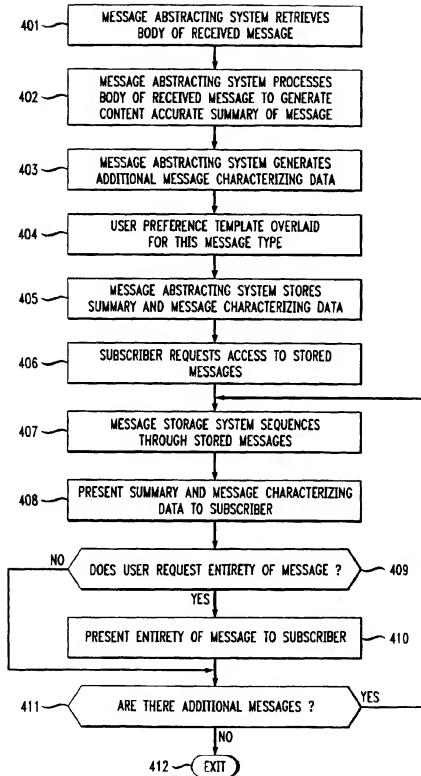 401
MESSAGE ABSTRACTING SYSTEM RETRIEVES
BODY OF RECEIVED MESSAGE
402
MESSAGE ABSTRACTING SYSTEM PROCESSES
BODY OF RECEIVED MESSAGE TO GENERATE
CONTENT ACCURATE SUMMARY OF MESSAGE
403
MESSAGE ABSTRACTING SYSTEM GENERATES
ADDITIONAL MESSAGE CHARACTERIZING DATA
404
USER PREFERENCE TEMPLATE OVERLAID
FOR THIS MESSAGE TYPE
405
MESSAGE ABSTRACTING SYSTEM STORES
SUMMARY AND MESSAGE CHARACTERIZING DATA
406
SUBSCRIBER REQUESTS ACCESS TO STORED
MESSAGES
407
MESSAGE STORAGE SYSTEM SEQUENCES
THROUGH STORED MESSAGES
408
PRESENT SUMMARY AND MESSAGE CHARACTERIZING
DATA TO SUBSCRIBER
NO
DOES USER REQUEST ENTIRETY OF MESSAGE ?
409
YES
PRESENT ENTIRETY OF MESSAGE TO SUBSCRIBER
410
411
ARE THERE ADDITIONAL MESSAGES ?
YES
NO
412
EXIT